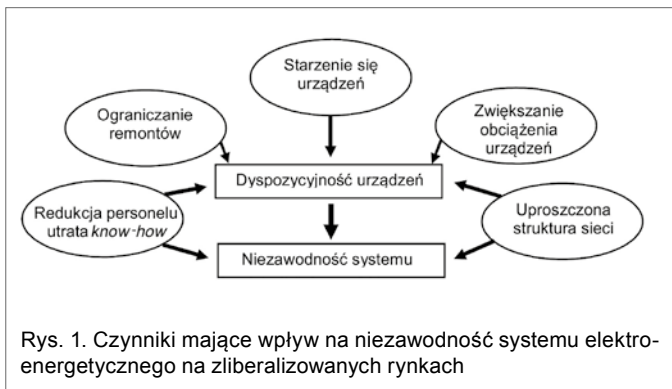 Starzenie się
urządzeń
Ograniczanie
remontów
Zwiększanie
obciążenia
urządzeń
Dyspozycyjność urządzeń
Redukcja personelu
utrata know-how
Uproszczona
struktura sieci
Niezawodność systemu
Rys. 1. Czynniki mające wpływ na niezawodność systemu elektro-
energetycznego na zliberalizowanych rynkach